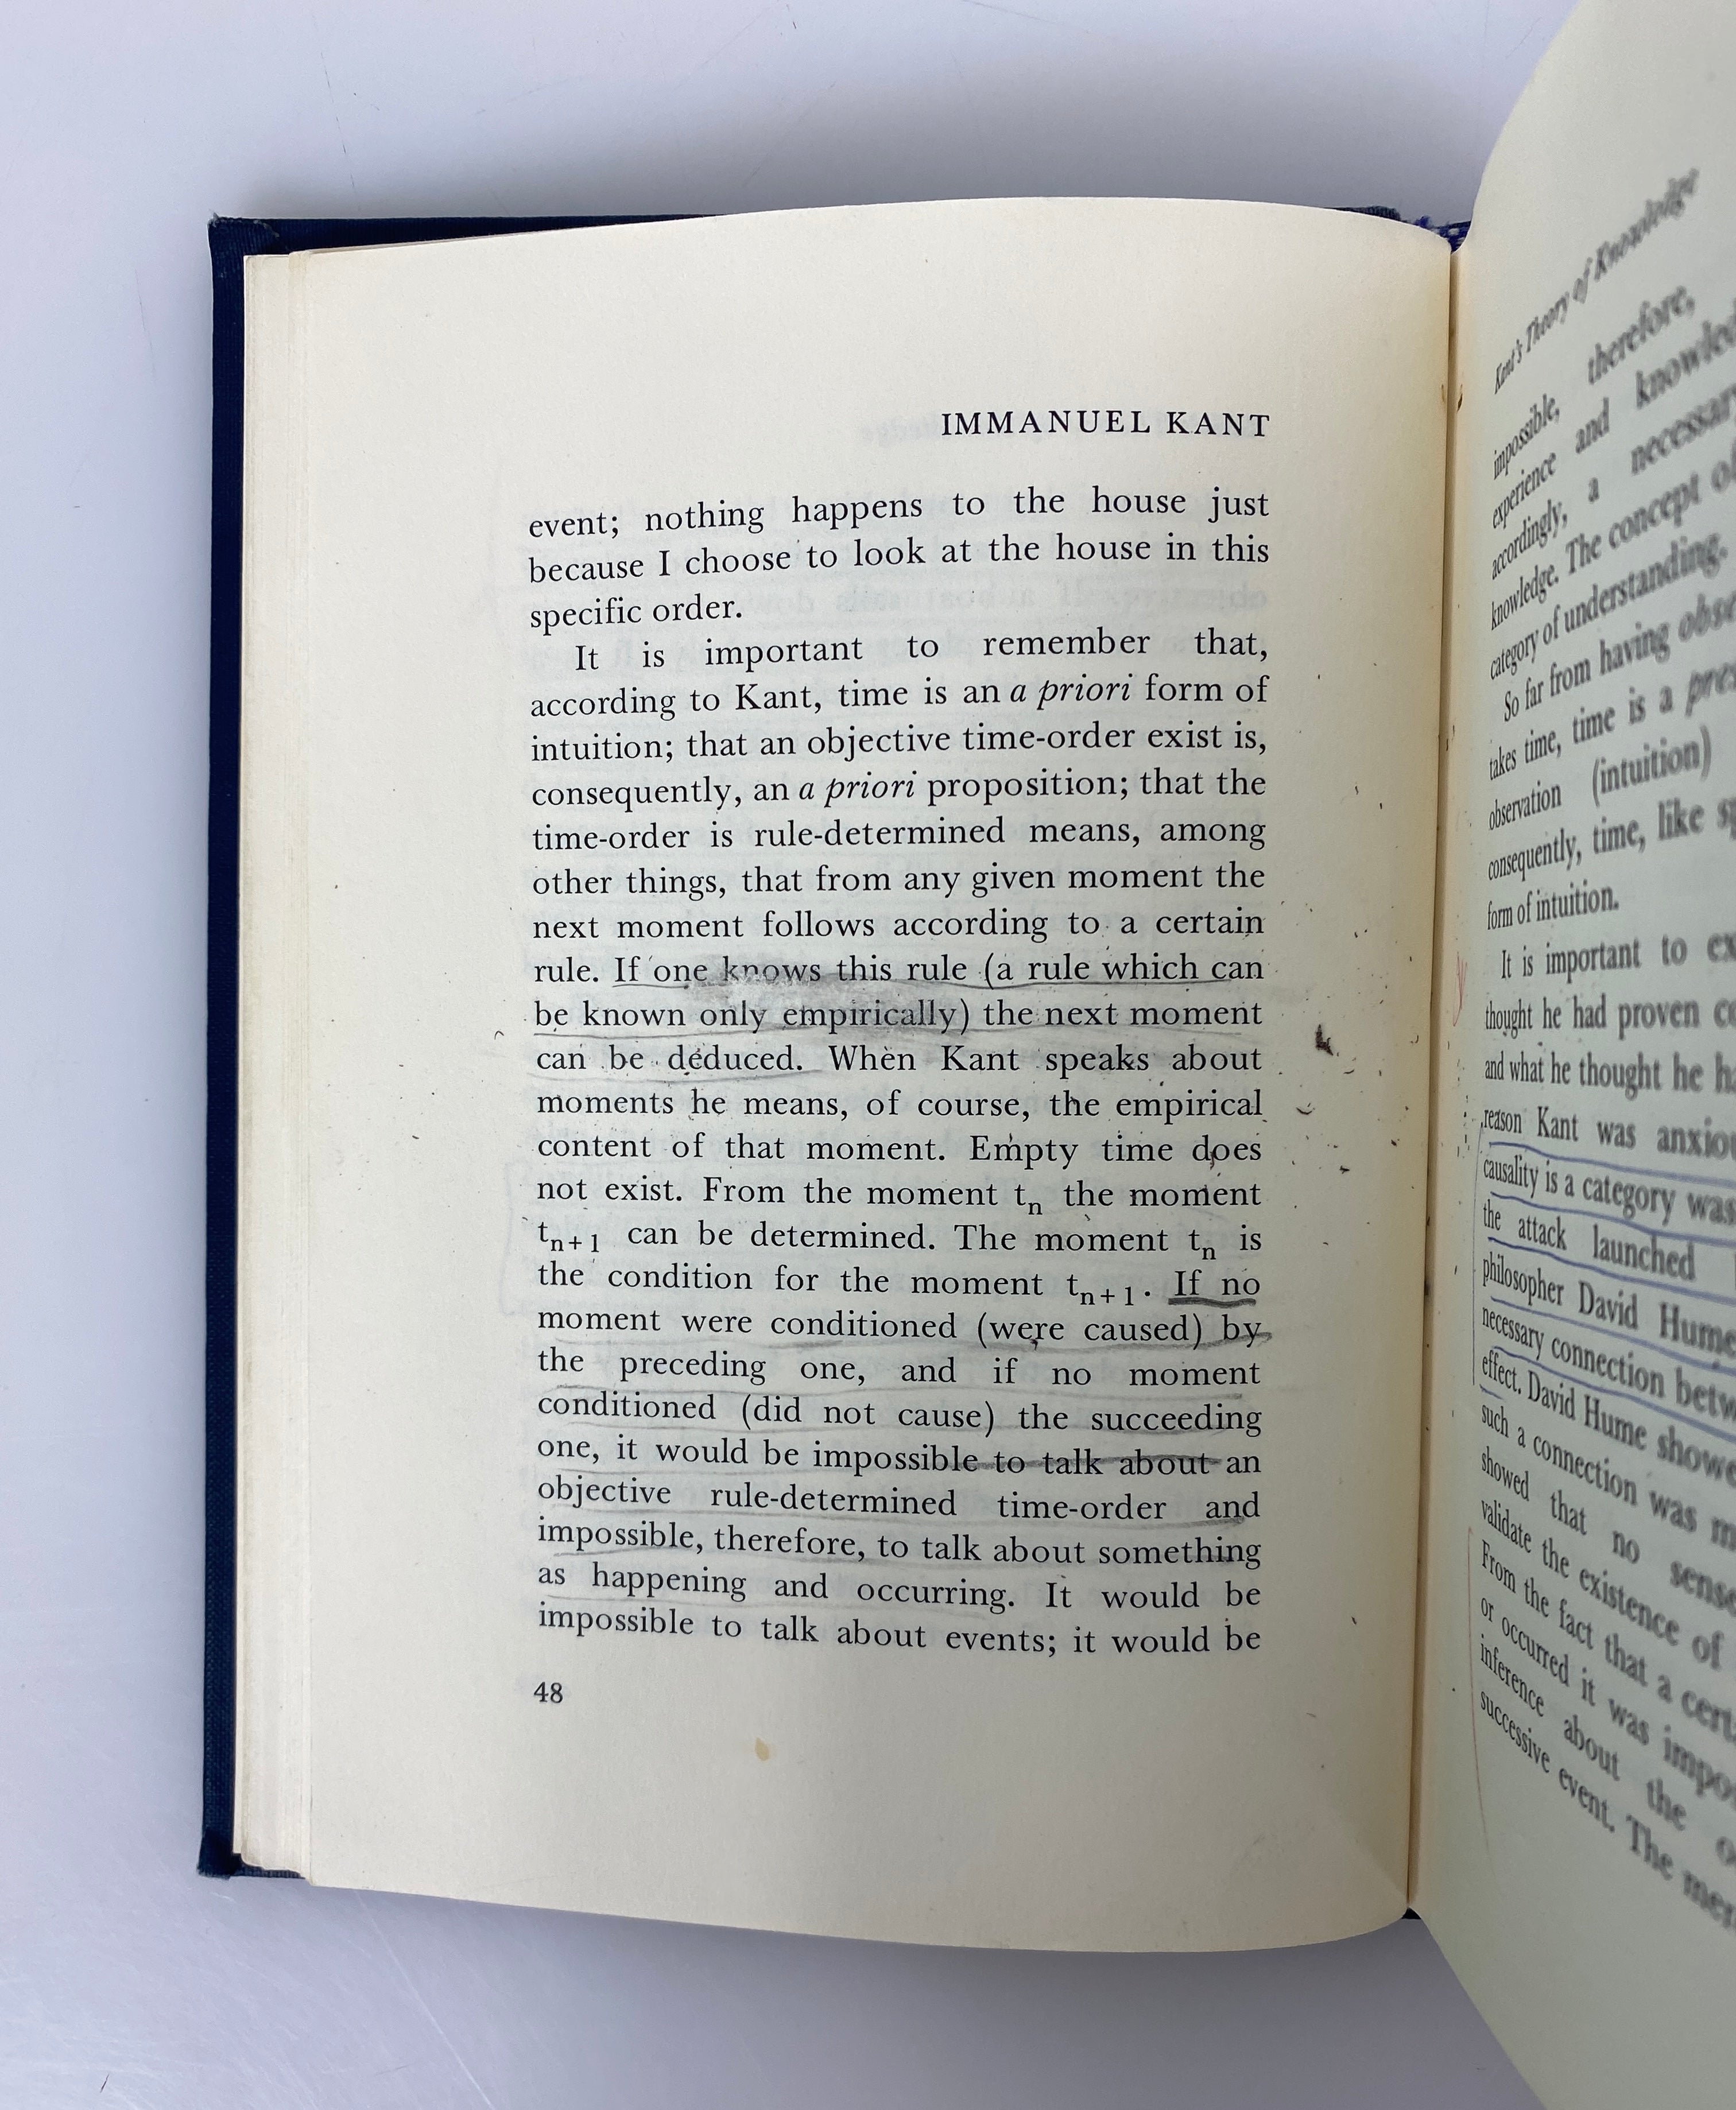 IMMANUEL KANT
event; nothing happens to the house just
because I choose to look at the house in this
specific order.
It is important to remember that,
according to Kant, time is an a priori form of
intuition; that an objective time-order exist is,
consequently, an a priori proposition; that the
time-order is rule-determined means, among
other things, that from any given moment the
next moment follows according to a certain
rule. If one knows this rule (a rule which can
be known only empirically) the next moment
can be deduced. When Kant speaks about
moments he means, of course, the empirical
content of that moment. Empty time does
not exist. From the moment tn the moment
tn+1 can be determined. The moment tn is
the condition for the moment tn+1. If no
moment were conditioned (were caused) by
the preceding one, and if no moment
conditioned (did not cause) the succeeding
one, it would be impossible to talk about an
objective rule-determined time-order and
impossible, therefore, to talk about something
as happening and occurring. It would be
impossible to talk about events; it would be
48
Kant's Theory of Knowledge
impossible, therefore,
experience and
accordingly, a necessary
knowledge. The concept
category of understanding.
So far from having
takes time, time is a
observation (intuition)
consequently, time, like
form of intuition.
It is important to
thought he had proven
and what he thought he
reason Kant was
causality is a category was
the attack launched
philosopher David Hume
necessary connection
effect. David Hume
such a connection was
showed that no
validate the existence of
From the fact that a
or occurred it was
inference about the
successive event. The